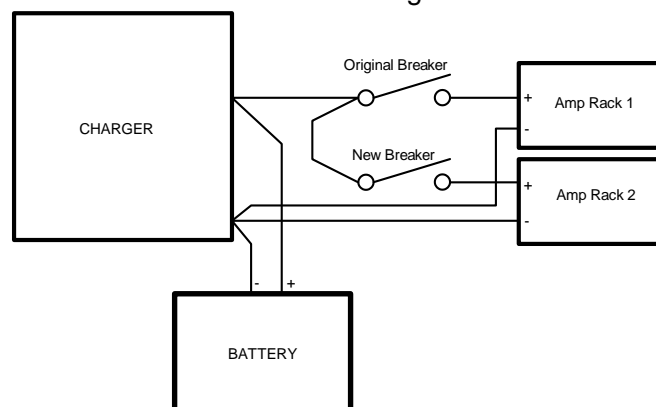 Original Breaker
+
Amp Rack 1
-
CHARGER
New Breaker
+
Amp Rack 2
-
- +
BATTERY